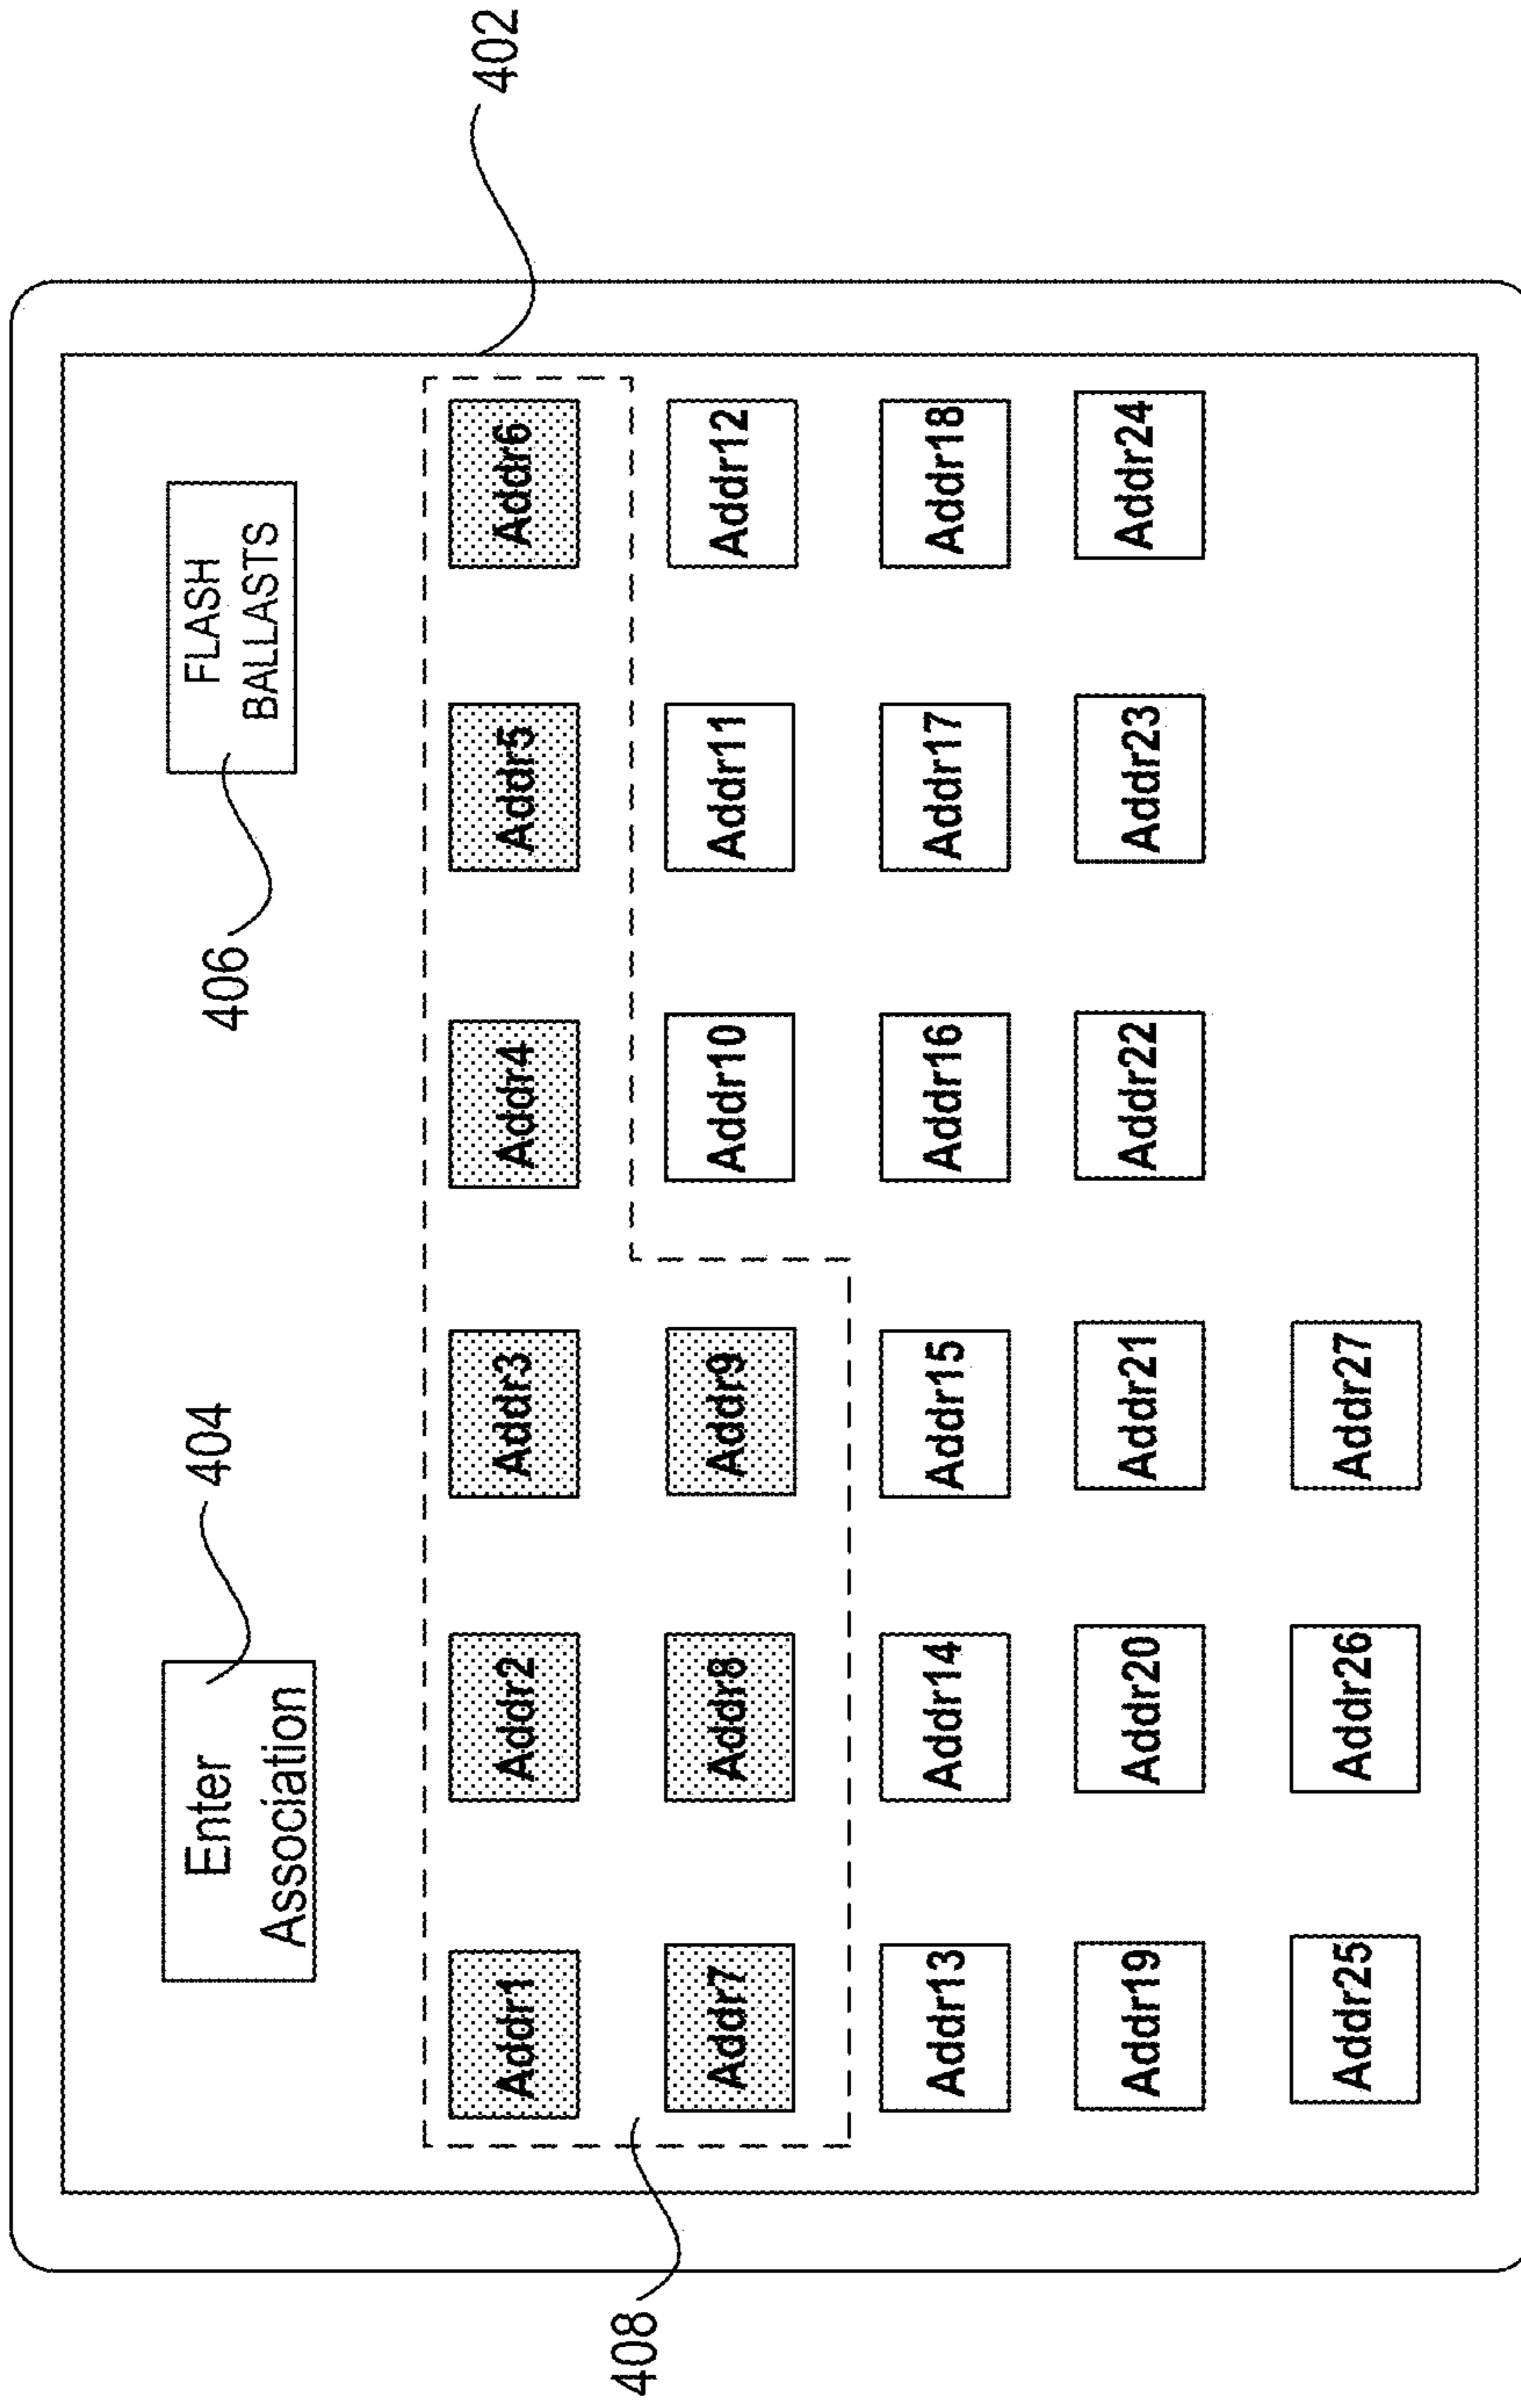 402
404
Enter
Association
406
FLASH
BALLASTS
408
Addr1 Addr2 Addr3 Addr4 Addr5 Addr6
Addr7 Addr8 Addr9 Addr10 Addr11 Addr12
Addr13 Addr14 Addr15 Addr16 Addr17 Addr18
Addr19 Addr20 Addr21 Addr22 Addr23 Addr24
Addr25 Addr26 Addr27